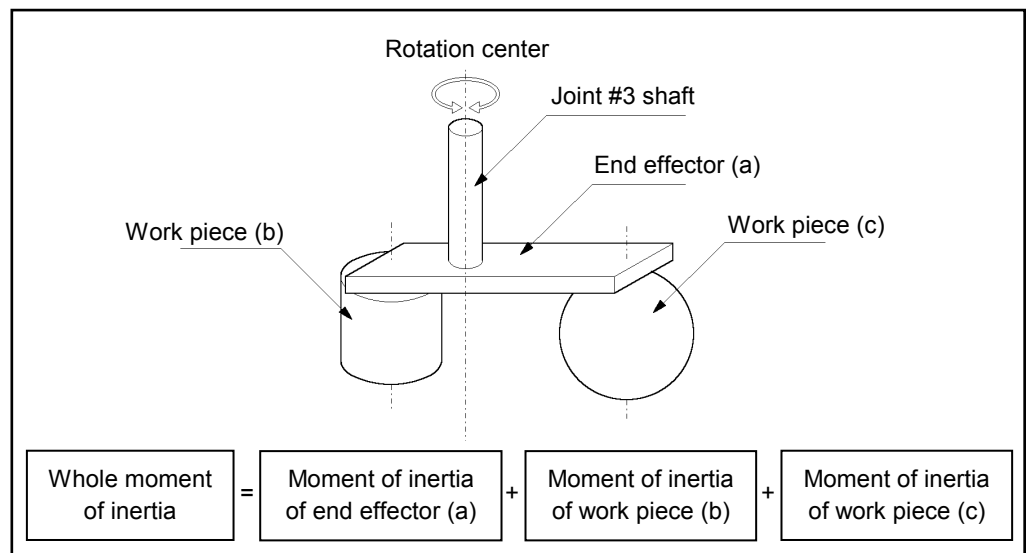 Rotation center
Joint #3 shaft
End effector (a)
Work piece (b)
Work piece (c)
Whole moment
of inertia
=
Moment of inertia
of end effector (a)
+
Moment of inertia
of work piece (b)
+
Moment of inertia
of work piece (c)